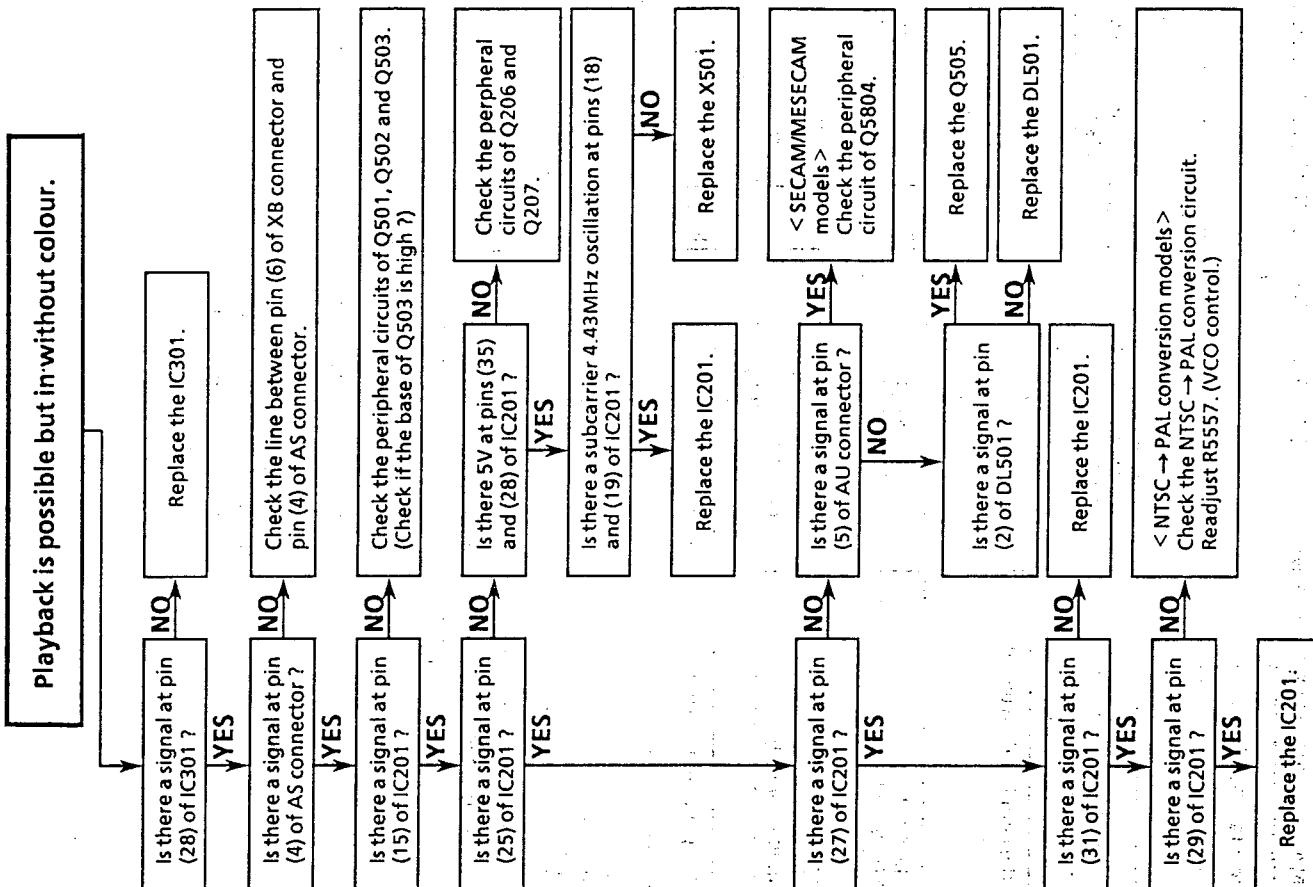 Playback is possible but in without colour.
Is there a signal at pin
(28) of IC301 ?
NO
Replace the IC301.
YES
Is there a signal at pin
(4) of AS connector ?
NO
Check the line between pin (6) of XB connector and
pin (4) of AS connector.
YES
Is there a signal at pin
(15) of IC201 ?
NO
Check the peripheral circuits of Q501, Q502 and Q503.
(Check if the base of Q503 is high ?)
YES
Is there a signal at pin
(25) of IC201 ?
NO
Is there 5V at pins (35)
and (28) of IC201 ?
NO
Check the perpheral
circuits of Q206 and
Q207.
YES
Is there a subcarrier 4.43MHz oscillation at pins (18)
and (19) of IC201 ?
YES
Replace the IC201.
NO
Replace the X501.
YES
Is there a signal at pin
(27) of IC201 ?
NO
Is there a signal at pin
(5) of AU connector ?
YES
< SECAM/MESECAM
models >
Check the peripheral
circuit of Q5804.
NO
Is there a signal at pin
(2) of DL501 ?
YES
Replace the Q505.
NO
Replace the DL501.
YES
Is there a signal at pin
(31) of IC201 ?
NO
Replace the IC201.
YES
Is there a signal at pin
(29) of IC201 ?
NO
< NTSC → PAL conversion models >
Check the NTSC → PAL conversion circuit.
Readjust R5557. (VCO control.)
YES
Replace the IC201.